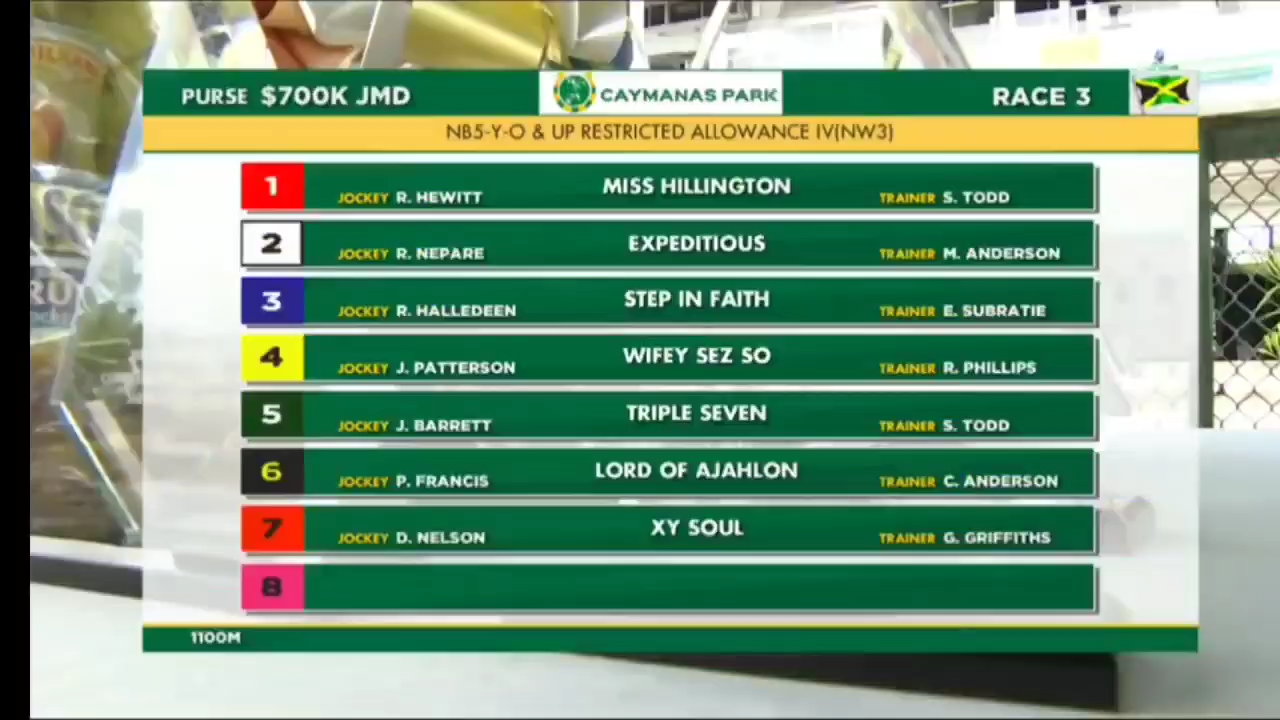 PURSE $700K JMD
CAYMANAS PARK
RACE 3
NB5-Y-O & UP RESTRICTED ALLOWANCE IV(NW3)
1 JOCKEY R. HEWITT MISS HILLINGTON TRAINER S. TODD
2 JOCKEY R. NEPARE EXPEDITIOUS TRAINER M. ANDERSON
3 JOCKEY R. HALLEDEEN STEP IN FAITH TRAINER E. SUBRATIE
4 JOCKEY J. PATTERSON WIFEY SEZ SO TRAINER R. PHILLIPS
5 JOCKEY J. BARRETT TRIPLE SEVEN TRAINER S. TODD
6 JOCKEY P. FRANCIS LORD OF AJAHLON TRAINER C. ANDERSON
7 JOCKEY D. NELSON XY SOUL TRAINER G. GRIFFITHS
8
1100M